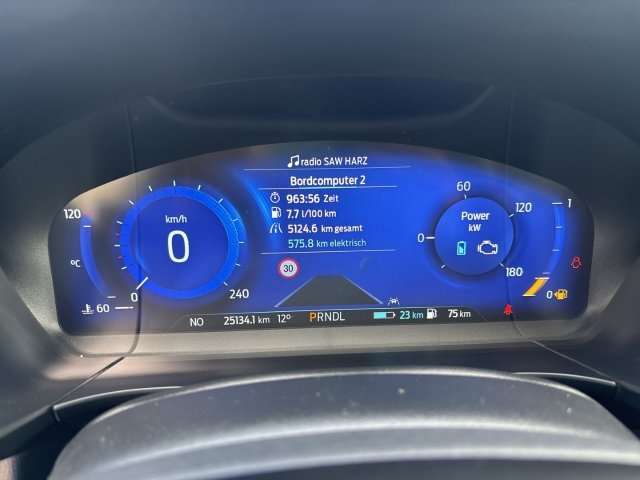 radio SAW HARZ
Bordcomputer 2
963:56 Zeit
7.7 l/100 km
5124.6 km gesamt
575.8 km elektrisch
120
°C
60
km/h
0
0
240
30
60
120
Power
kW
0
180
1
0
NO 25134.1 km 12° PRNDL 23 km 75 km